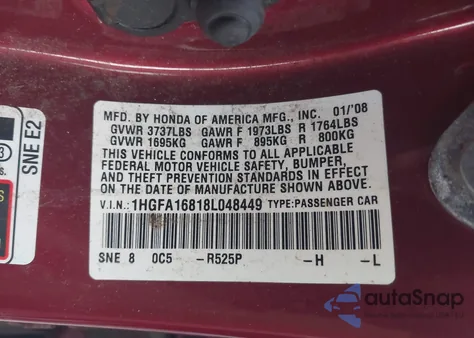 MFD. BY HONDA OF AMERICA MFG., INC. 01/'08
GVWR 3737LBS GAWR F 1973LBS R 1764LBS
GVWR 1695KG GAWR F 895KG R 800KG
THIS VEHICLE CONFORMS TO ALL APPLICABLE
FEDERAL MOTOR VEHICLE SAFETY, BUMPER,
AND THEFT PREVENTION STANDARDS IN EFFECT
ON THE DATE OF MANUFACTURE SHOWN ABOVE.
V.I.N.: 1HGFA16818L048449 TYPE:PASSENGER CAR
SNE 8 0C5 -R525P -H -L
SNE E2
3
s.
autoSnap